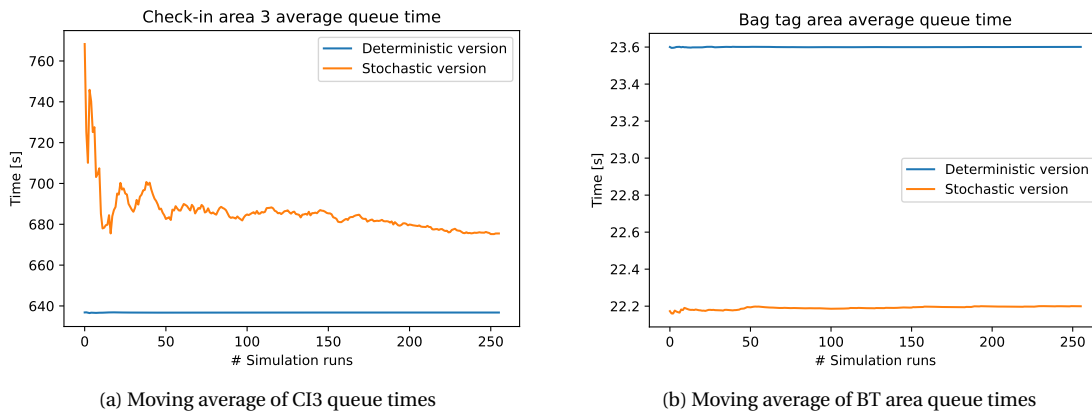 Check-in area 3 average queue time
Time [s]
760
740
720
700
680
660
640
Deterministic version
Stochastic version
0 50 100 150 200 250
# Simulation runs
(a) Moving average of CI3 queue times
Bag tag area average queue time
Time [s]
23.6
23.4
23.2
23.0
22.8
22.6
22.4
22.2
Deterministic version
Stochastic version
0 50 100 150 200 250
# Simulation runs
(b) Moving average of BT area queue times